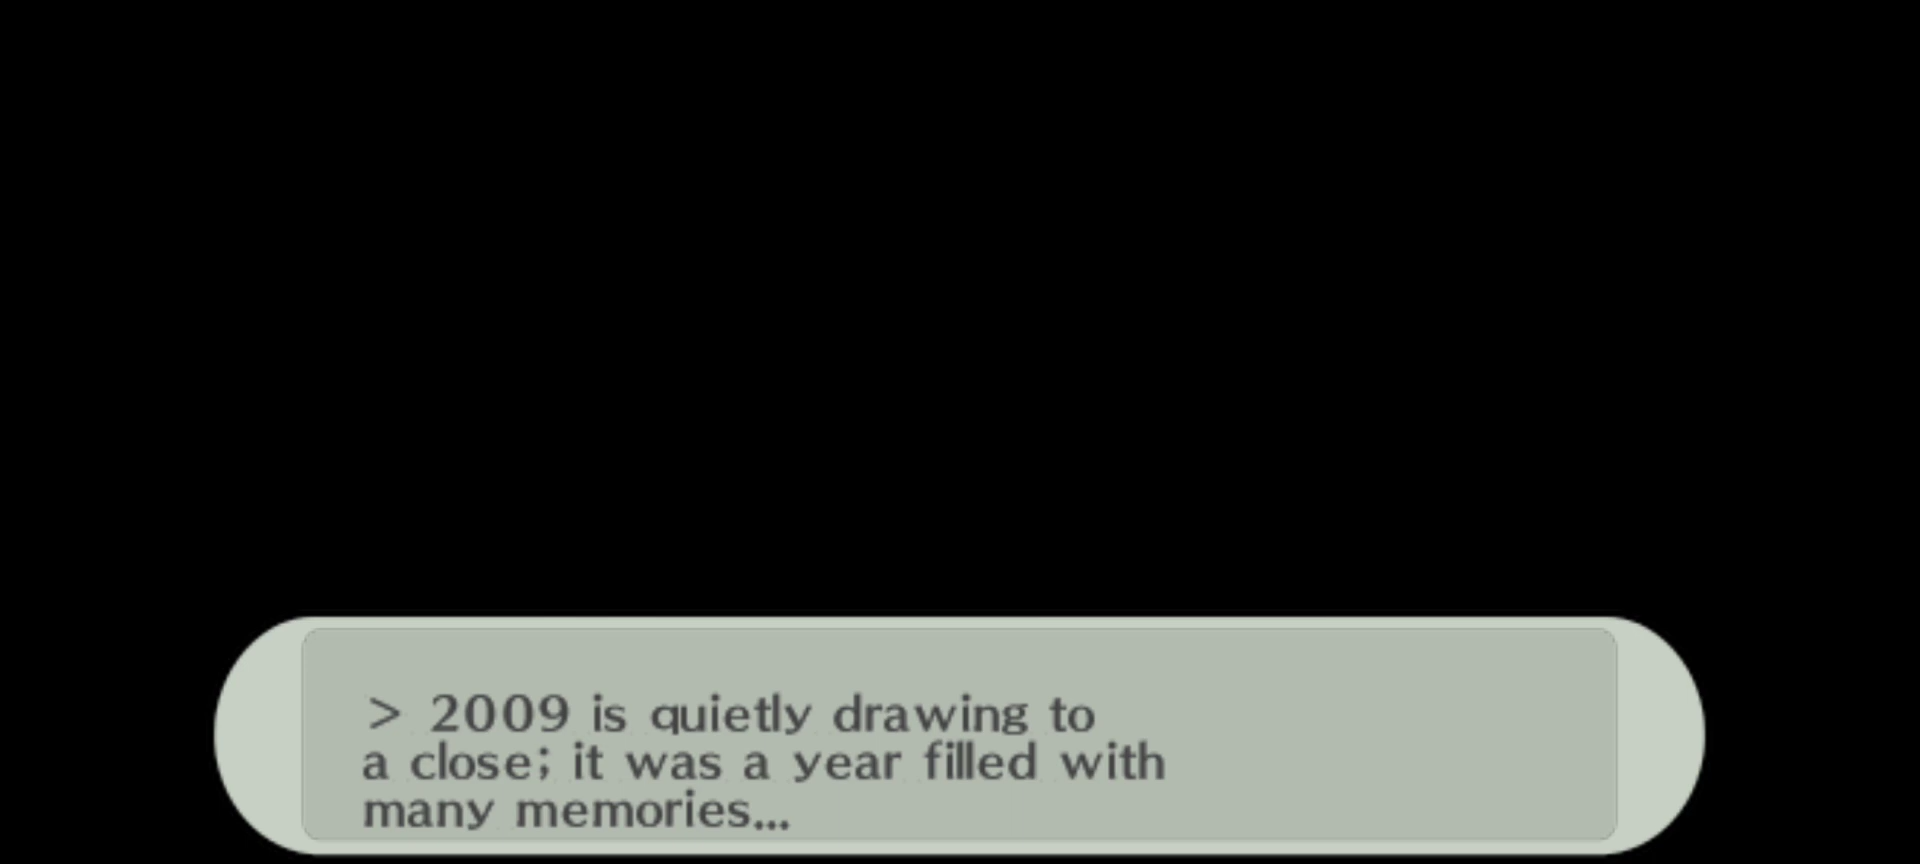 > 2009 is quietly drawing to
a close; it was a year filled with
many memories...